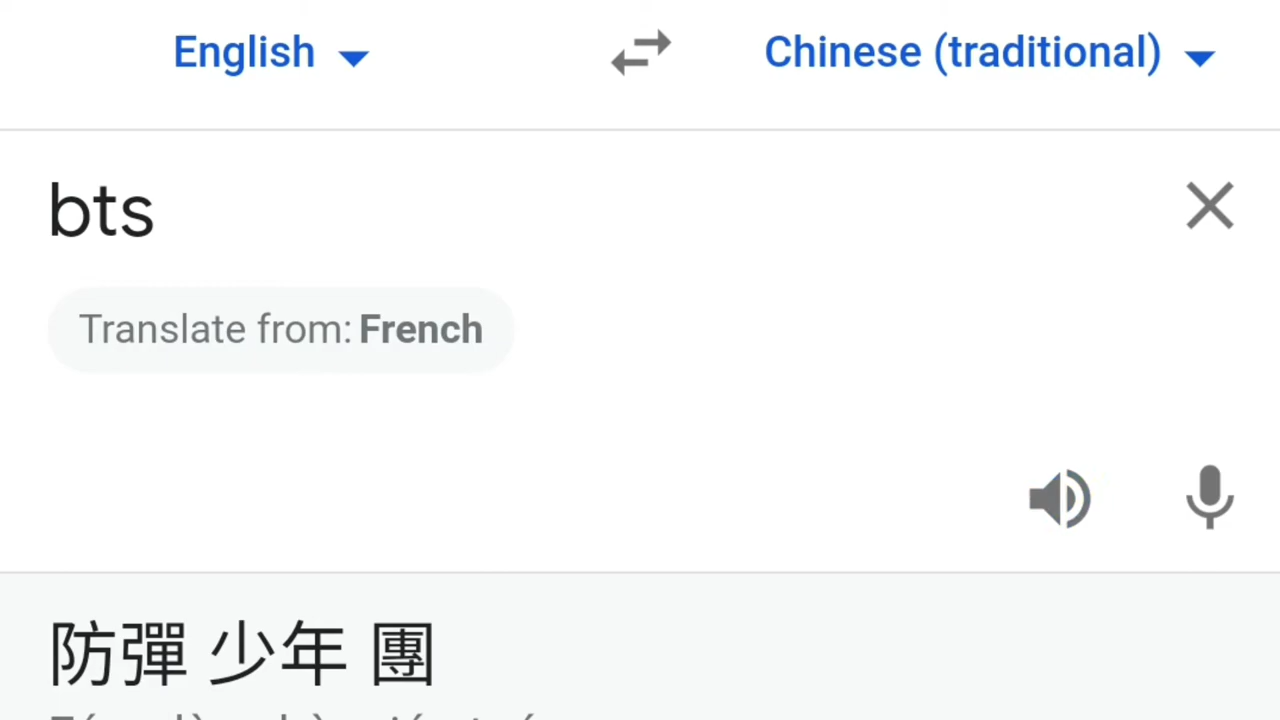 English Chinese (traditional)
bts
Translate from: French
防彈 少年 團